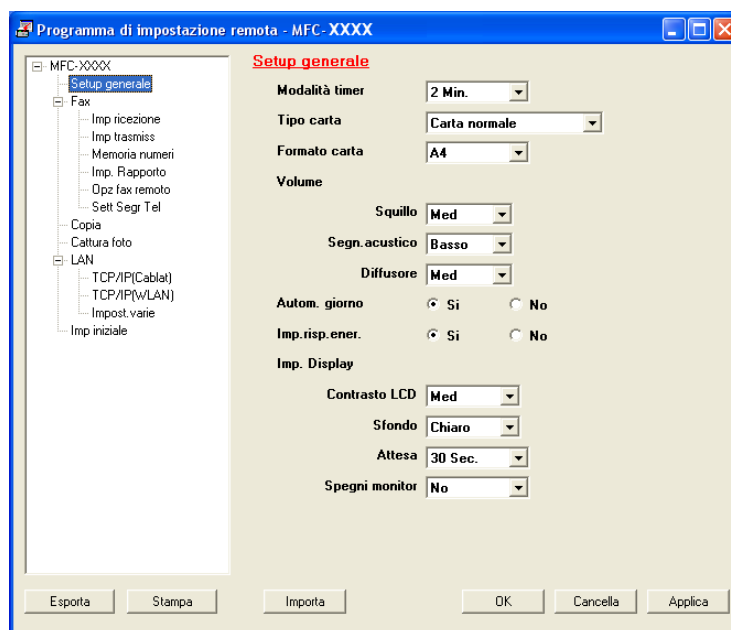 Programma di impostazione remota - MFC-XXXX
MFC-XXXX
Setup generale
Fax
Imp ricezione
Imp trasmiss
Memoria numeri
Imp. Rapporto
Opz fax remoto
Sett Segr Tel
Copia
Cattura foto
LAN
TCP/IP(Cablat)
TCP/IP(WLAN)
Impost.varie
Imp iniziale
Setup generale
Modalità timer 2 Min.
Tipo carta Carta normale
Formato carta A4
Volume
Squillo Med
Segn.acustico Basso
Diffusore Med
Autom. giorno Si No
Imp.risp.ener. Si No
Imp. Display
Contrasto LCD Med
Sfondo Chiaro
Attesa 30 Sec.
Spegni monitor No
Esporta Stampa Importa OK Cancella Applica